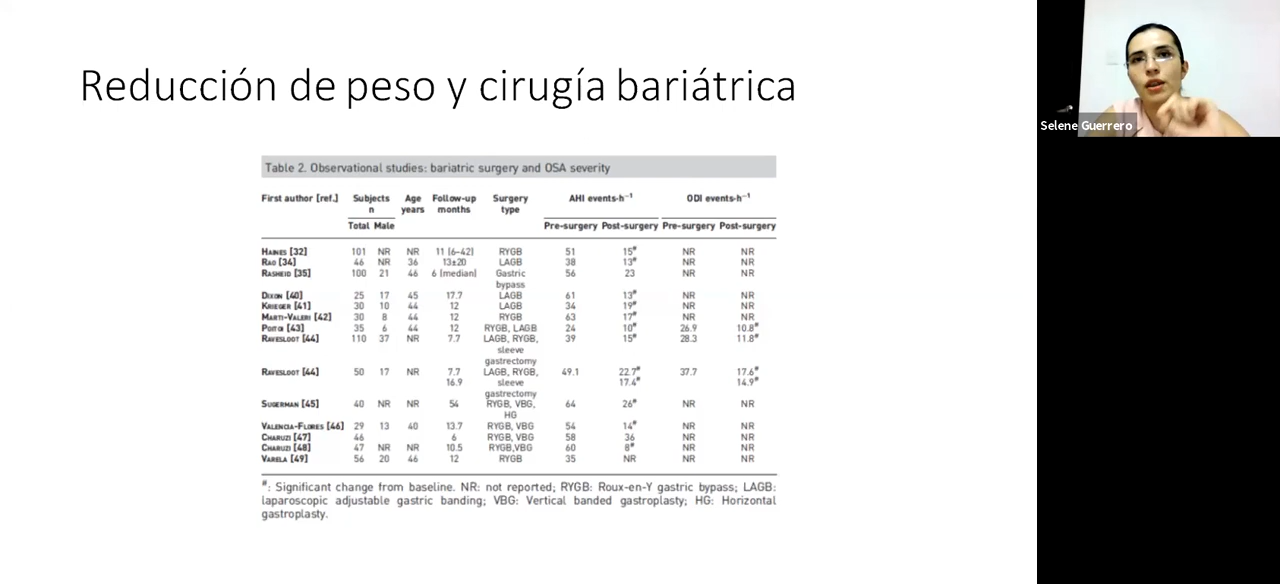 Reducción de peso y cirugía bariátrica
Selene Guerrero
Table 2. Observational studies: bariatric surgery and OSA severity
First author [ref.] Subjects Age Follow-up Surgery AHI events·h⁻¹ ODI events·h⁻¹
n years months type
Total Male Pre-surgery Post-surgery Pre-surgery Post-surgery
Haines [32] 101 NR NR 11 (6–42) RYGB 51 15# NR NR
Rao [34] 46 NR 36 13±20 LAGB 38 13# NR NR
Rasheid [35] 100 21 46 6 (median) Gastric 56 23 NR NR
bypass
Dixon [40] 25 17 45 17.7 LAGB 61 13# NR NR
Krieger [41] 30 10 44 12 LAGB 34 19# NR NR
Marti-Valeri [42] 30 8 44 12 RYGB 63 17# NR NR
[43] 35 6 44 12 RYGB, LAGB 24 10# 26.9 10.8#
Ravesloot [44] 110 37 NR 7.7 LAGB, RYGB, 39 15# 28.3 11.8#
sleeve
gastrectomy
Ravesloot [44] 50 17 NR 7.7 LAGB, RYGB, 49.1 22.7# 37.7 17.6#
16.9 sleeve 17.4# 14.9#
gastrectomy
Sugerman [45] 40 NR NR 54 RYGB, VBG, 64 26# NR NR
HG
Valencia-Flores [46] 29 13 40 13.7 RYGB, VBG 54 14# NR NR
Charuzi [47] 46 6 RYGB, VBG 58 36 NR NR
Charuzi [48] 47 NR NR 10.5 RYGB,VBG 60 8# NR NR
Varela [49] 56 20 46 12 RYGB 35 NR NR NR
#: Significant change from baseline. NR: not reported; RYGB: Roux-en-Y gastric bypass; LAGB:
laparoscopic adjustable gastric banding; VBG: Vertical banded gastroplasty; HG: Horizontal
gastroplasty.